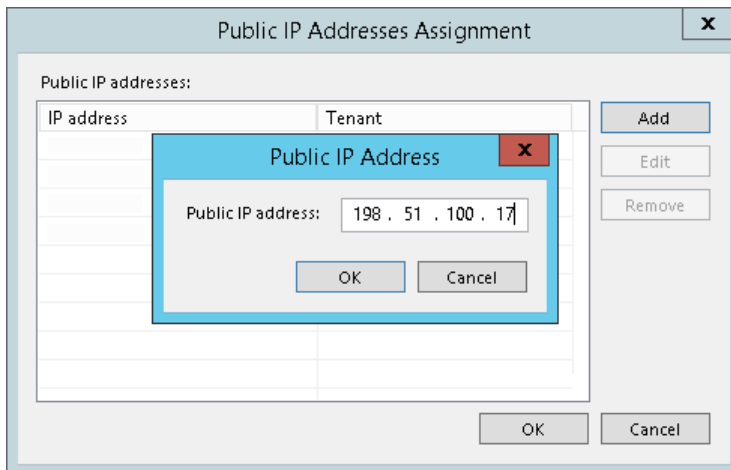 Public IP Addresses Assignment
x
Public IP addresses:
IP address Tenant
Add
Edit
Remove
Public IP Address
x
Public IP address: 198 . 51 . 100 . 17
OK Cancel
OK Cancel